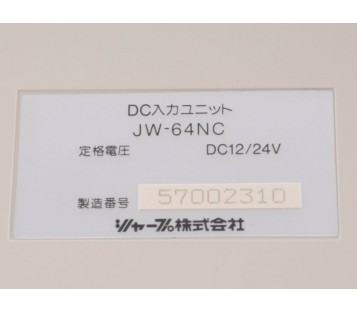 DC入力ユニット
JW-64NC
定格電圧 DC12/24V
製造番号 57002310
シャープ株式会社